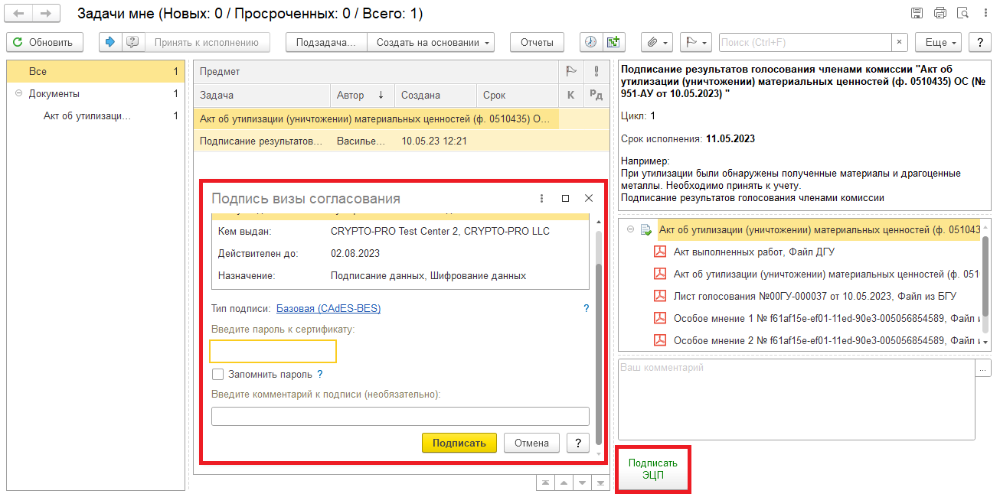 Задачи мне (Новых: 0 / Просроченных: 0 / Всего: 1)
Обновить
Принять к исполнению
Подзадача...
Создать на основании
Отчеты
Поиск (Ctrl+F)
×
Еще
?
Все 1
Документы 1
Акт об утилизаци... 1
Предмет
Задача Автор ↓ Создана Срок К Рд
Акт об утилизации (уничтожении) материальных ценностей (ф. 0510435) О...
Подписание результатов... Василье... 10.05.23 12:21
Подпись визы согласования
Кем выдан: CRYPTO-PRO Test Center 2, CRYPTO-PRO LLC
Действителен до: 02.08.2023
Назначение: Подписание данных, Шифрование данных
Тип подписи: Базовая (CAdES-BES) ?
Введите пароль к сертификату:
Запомнить пароль ?
Введите комментарий к подписи (необязательно):
Подписать
Отмена
?
Подписание результатов голосования членами комиссии "Акт об
утилизации (уничтожении) материальных ценностей (ф. 0510435) ОС (№
951-АУ от 10.05.2023) "
Цикл: 1
Срок исполнения: 11.05.2023
Например:
При утилизации были обнаружены полученные материалы и драгоценные
металлы. Необходимо принять к учету.
Подписание результатов голосования членами комиссии
Акт об утилизации (уничтожении) материальных ценностей (ф. 051043
Акт выполненных работ, Файл ДГУ
Акт об утилизации (уничтожении) материальных ценностей (ф. 051
Лист голосования №00ГУ-000037 от 10.05.2023, Файл из БГУ
Особое мнение 1 № f61af15e-ef01-11ed-90e3-005056854589, Файл и
Особое мнение 2 № f61af15e-ef01-11ed-90e3-005056854589, Файл и
Ваш комментарий
...
Подписать
ЭЦП